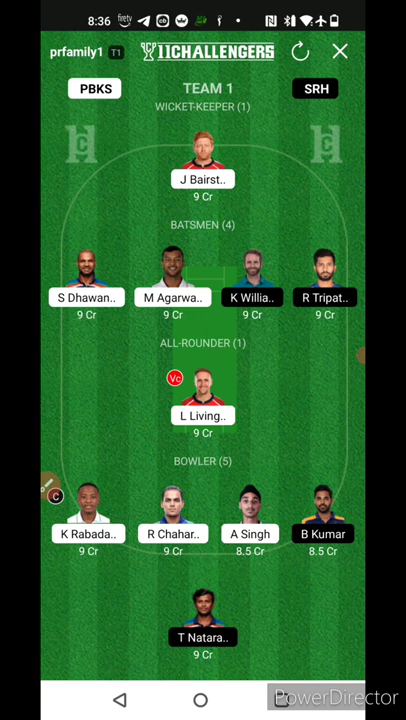 8:36
prfamily1 T1 11CHALLENGERS
PBKS TEAM 1 SRH
WICKET-KEEPER (1)
J Bairst..
9 Cr
BATSMEN (4)
S Dhawan.. M Agarwa.. K Willia.. R Tripat..
9 Cr 9 Cr 9 Cr 9 Cr
ALL-ROUNDER (1)
Vc
L Living..
9 Cr
BOWLER (5)
C
K Rabada.. R Chahar.. A Singh B Kumar
9 Cr 9 Cr 8.5 Cr 8.5 Cr
T Natara..
9 Cr
PowerDirector